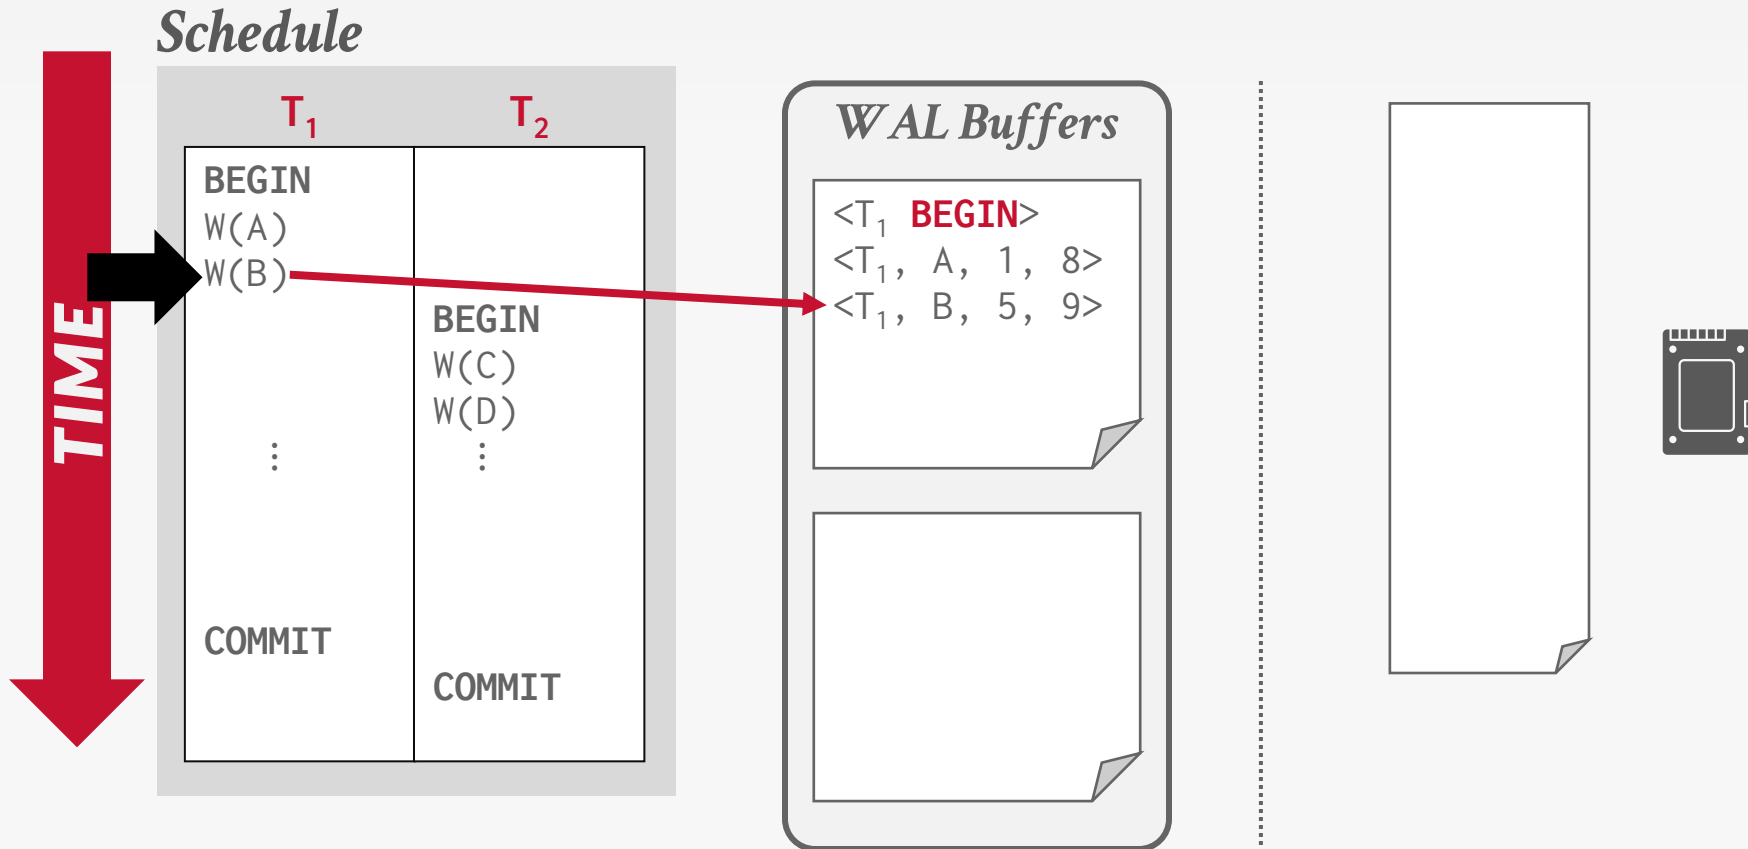 Schedule
TIME
T₁ T₂
BEGIN
W(A)
W(B)
BEGIN
W(C)
W(D)
⋮ ⋮
COMMIT
COMMIT
WAL Buffers
<T₁ BEGIN>
<T₁, A, 1, 8>
<T₁, B, 5, 9>